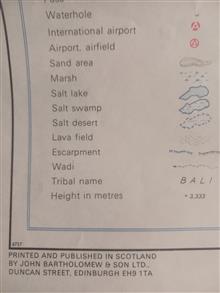 Waterhole
International airport
Airport, airfield
Sand area
Marsh
Salt lake
Salt swamp
Salt desert
Lava field
Escarpment
Wadi
Tribal name BALI
Height in metres • 3,333
PRINTED AND PUBLISHED IN SCOTLAND
BY JOHN BARTHOLOMEW & SON LTD.,
DUNCAN STREET, EDINBURGH EH9 1TA